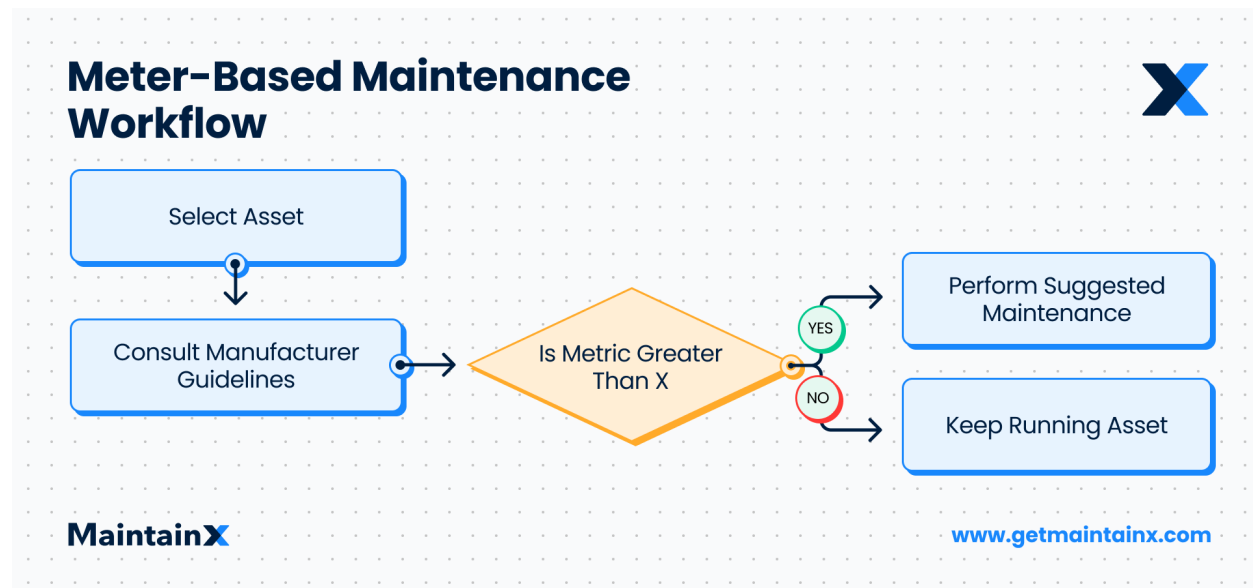 Meter-Based Maintenance
Workflow
Select Asset
Consult Manufacturer
Guidelines
Is Metric Greater
Than X
YES
NO
Perform Suggested
Maintenance
Keep Running Asset
MaintainX
www.getmaintainx.com